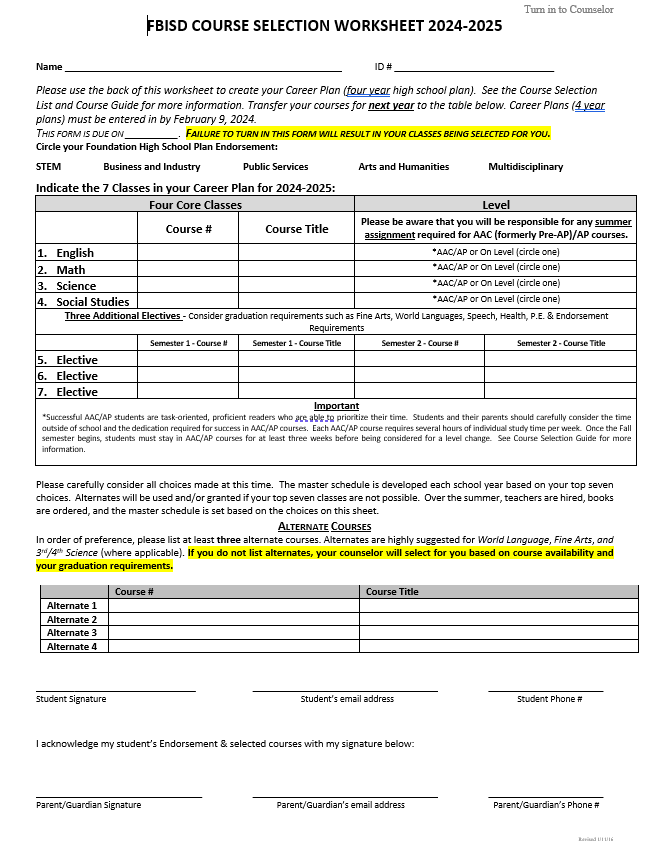 Turn in to Counselor
FBISD COURSE SELECTION WORKSHEET 2024-2025
Name ID #
Please use the back of this worksheet to create your Career Plan (four year high school plan). See the Course Selection
List and Course Guide for more information. Transfer your courses for next year to the table below. Career Plans (4 year
plans) must be entered in by February 9, 2024.
THIS FORM IS DUE ON __________. FAILURE TO TURN IN THIS FORM WILL RESULT IN YOUR CLASSES BEING SELECTED FOR YOU.
Circle your Foundation High School Plan Endorsement:
STEM Business and Industry Public Services Arts and Humanities Multidisciplinary
Indicate the 7 Classes in your Career Plan for 2024-2025:
Four Core Classes Level
Course # Course Title Please be aware that you will be responsible for any summer
assignment required for AAC (formerly Pre-AP)/AP courses.
1. English *AAC/AP or On Level (circle one)
2. Math *AAC/AP or On Level (circle one)
3. Science *AAC/AP or On Level (circle one)
4. Social Studies *AAC/AP or On Level (circle one)
Three Additional Electives - Consider graduation requirements such as Fine Arts, World Languages, Speech, Health, P.E. & Endorsement
Requirements
Semester 1 - Course # Semester 1 - Course Title Semester 2 - Course # Semester 2 - Course Title
5. Elective
6. Elective
7. Elective
Important
*Successful AAC/AP students are task-oriented, proficient readers who are able to prioritize their time. Students and their parents should carefully consider the time
outside of school and the dedication required for success in AAC/AP courses. Each AAC/AP course requires several hours of individual study time per week. Once the Fall
semester begins, students must stay in AAC/AP courses for at least three weeks before being considered for a level change. See Course Selection Guide for more
information.
Please carefully consider all choices made at this time. The master schedule is developed each school year based on your top seven
choices. Alternates will be used and/or granted if your top seven classes are not possible. Over the summer, teachers are hired, books
are ordered, and the master schedule is set based on the choices on this sheet.
ALTERNATE COURSES
In order of preference, please list at least three alternate courses. Alternates are highly suggested for World Language, Fine Arts, and
3rd/4th Science (where applicable). If you do not list alternates, your counselor will select for you based on course availability and
your graduation requirements.
Course # Course Title
Alternate 1
Alternate 2
Alternate 3
Alternate 4
Student Signature Student's email address Student Phone #
I acknowledge my student's Endorsement & selected courses with my signature below:
Parent/Guardian Signature Parent/Guardian's email address Parent/Guardian's Phone #
Revised 1/11/16